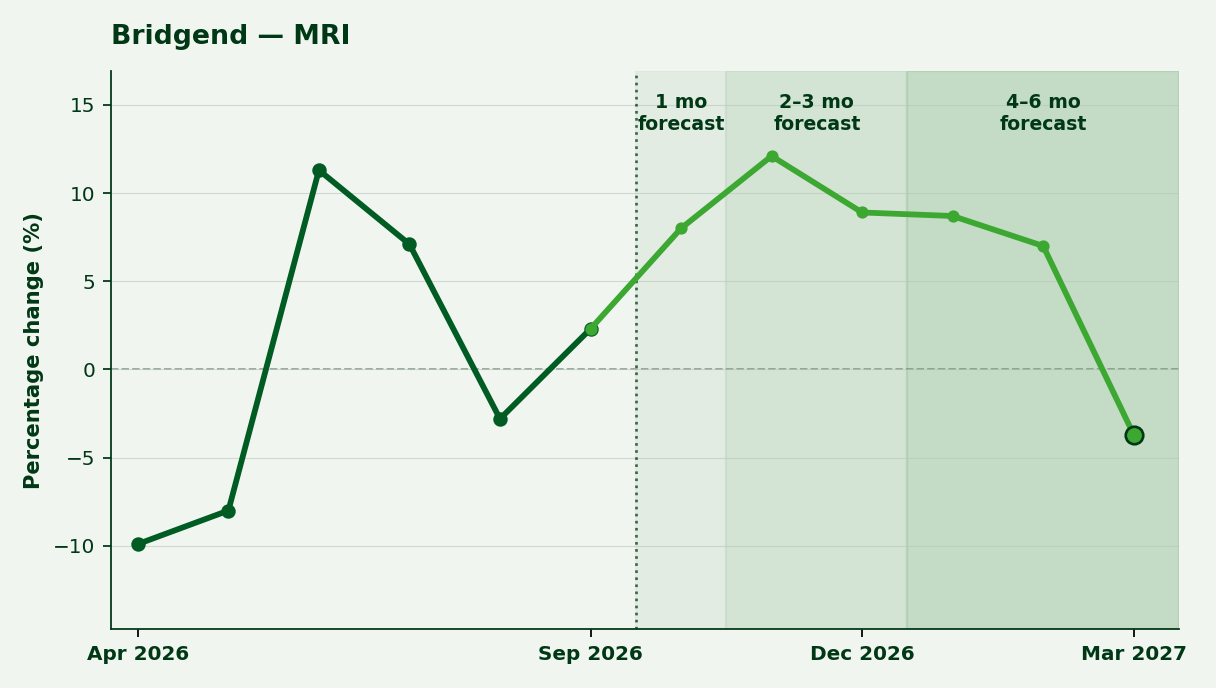 Bridgend — MRI
1 mo
forecast
2–3 mo
forecast
4–6 mo
forecast
Percentage change (%)
15
10
5
0
−5
−10
Apr 2026
Sep 2026
Dec 2026
Mar 2027